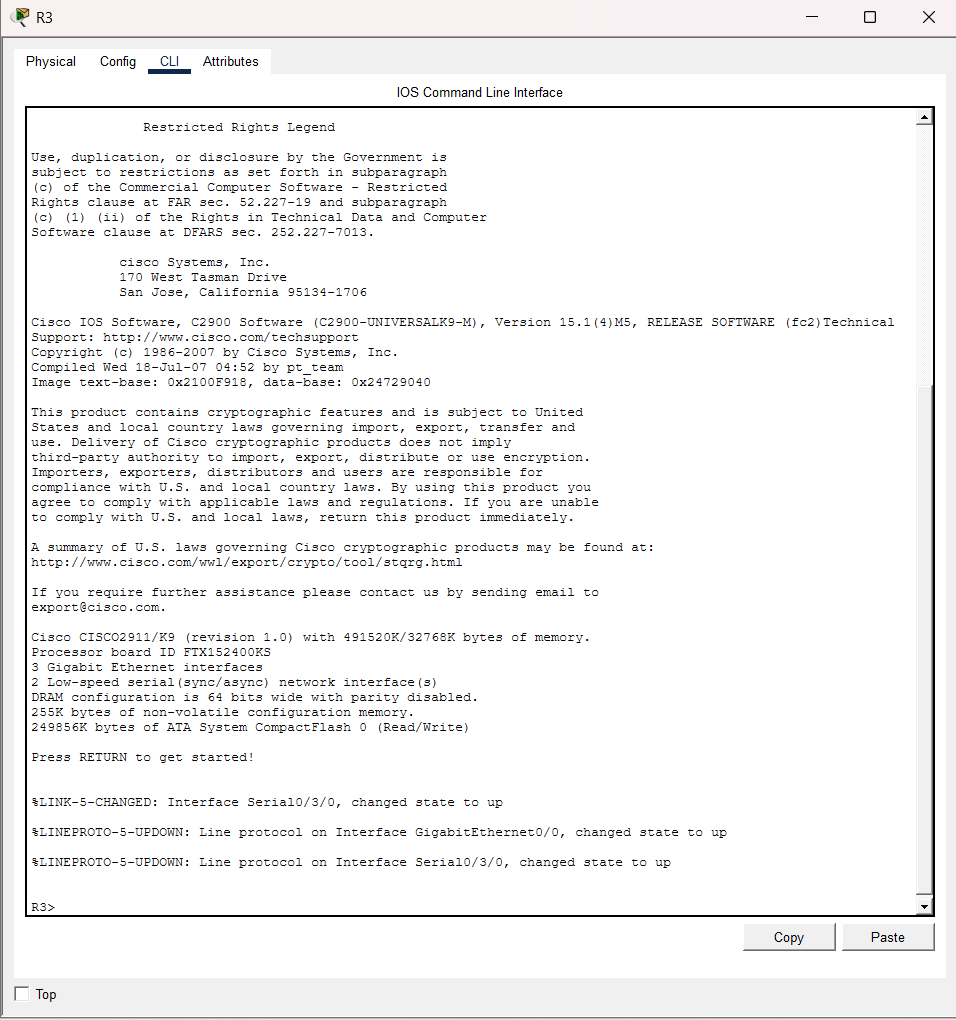 R3
Physical Config CLI Attributes
IOS Command Line Interface
Restricted Rights Legend
Use, duplication, or disclosure by the Government is
subject to restrictions as set forth in subparagraph
(c) of the Commercial Computer Software - Restricted
Rights clause at FAR sec. 52.227-19 and subparagraph
(c) (1) (ii) of the Rights in Technical Data and Computer
Software clause at DFARS sec. 252.227-7013.
cisco Systems, Inc.
170 West Tasman Drive
San Jose, California 95134-1706
Cisco IOS Software, C2900 Software (C2900-UNIVERSALK9-M), Version 15.1(4)M5, RELEASE SOFTWARE (fc2)Technical
Support: http://www.cisco.com/techsupport
Copyright (c) 1986-2007 by Cisco Systems, Inc.
Compiled Wed 18-Jul-07 04:52 by pt_team
Image text-base: 0x2100F918, data-base: 0x24729040
This product contains cryptographic features and is subject to United
States and local country laws governing import, export, transfer and
use. Delivery of Cisco cryptographic products does not imply
third-party authority to import, export, distribute or use encryption.
Importers, exporters, distributors and users are responsible for
compliance with U.S. and local country laws. By using this product you
agree to comply with applicable laws and regulations. If you are unable
to comply with U.S. and local laws, return this product immediately.
A summary of U.S. laws governing Cisco cryptographic products may be found at:
http://www.cisco.com/wwl/export/crypto/tool/stqrg.html
If you require further assistance please contact us by sending email to
export@cisco.com.
Cisco CISCO2911/K9 (revision 1.0) with 491520K/32768K bytes of memory.
Processor board ID FTX152400KS
3 Gigabit Ethernet interfaces
2 Low-speed serial(sync/async) network interface(s)
DRAM configuration is 64 bits wide with parity disabled.
255K bytes of non-volatile configuration memory.
249856K bytes of ATA System CompactFlash 0 (Read/Write)
Press RETURN to get started!
%LINK-5-CHANGED: Interface Serial0/3/0, changed state to up
%LINEPROTO-5-UPDOWN: Line protocol on Interface GigabitEthernet0/0, changed state to up
%LINEPROTO-5-UPDOWN: Line protocol on Interface Serial0/3/0, changed state to up
R3>
Copy Paste
Top